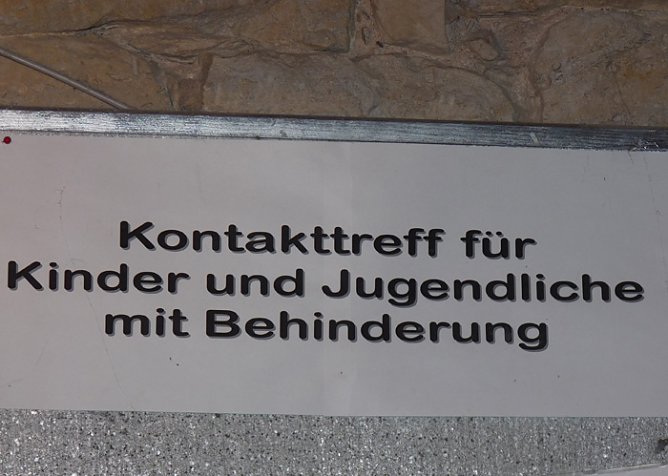 Kontakttreff für
Kinder und Jugendliche
mit Behinderung